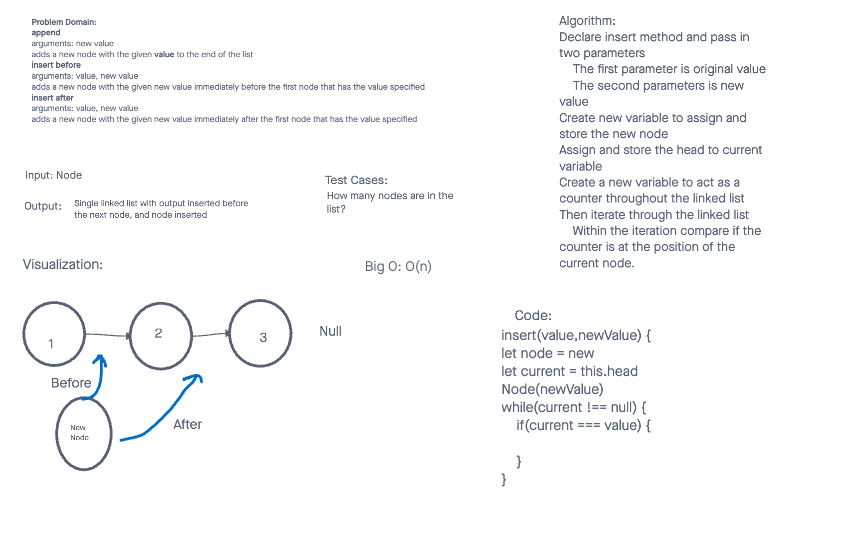 Problem Domain:
append
arguments: new value
adds a new node with the given value to the end of the list
insert before
arguments: value, new value
adds a new node with the given new value immediately before the first node that has the value specified
insert after
arguments: value, new value
adds a new node with the given new value immediately after the first node that has the value specified
Input: Node
Output:
Single linked list with output inserted before
the next node, and node inserted
Test Cases:
How many nodes are in the
list?
Visualization:
Big O: O(n)
1
2
3
Null
Before
New
Node
After
Algorithm:
Declare insert method and pass in
two parameters
The first parameter is original value
The second parameters is new
value
Create new variable to assign and
store the new node
Assign and store the head to current
variable
Create a new variable to act as a
counter throughout the linked list
Then iterate through the linked list
Within the iteration compare if the
counter is at the position of the
current node.
Code:
insert(value,newValue) {
let node = new
let current = this.head
Node(newValue)
while(current !== null) {
if(current === value) {
}
}